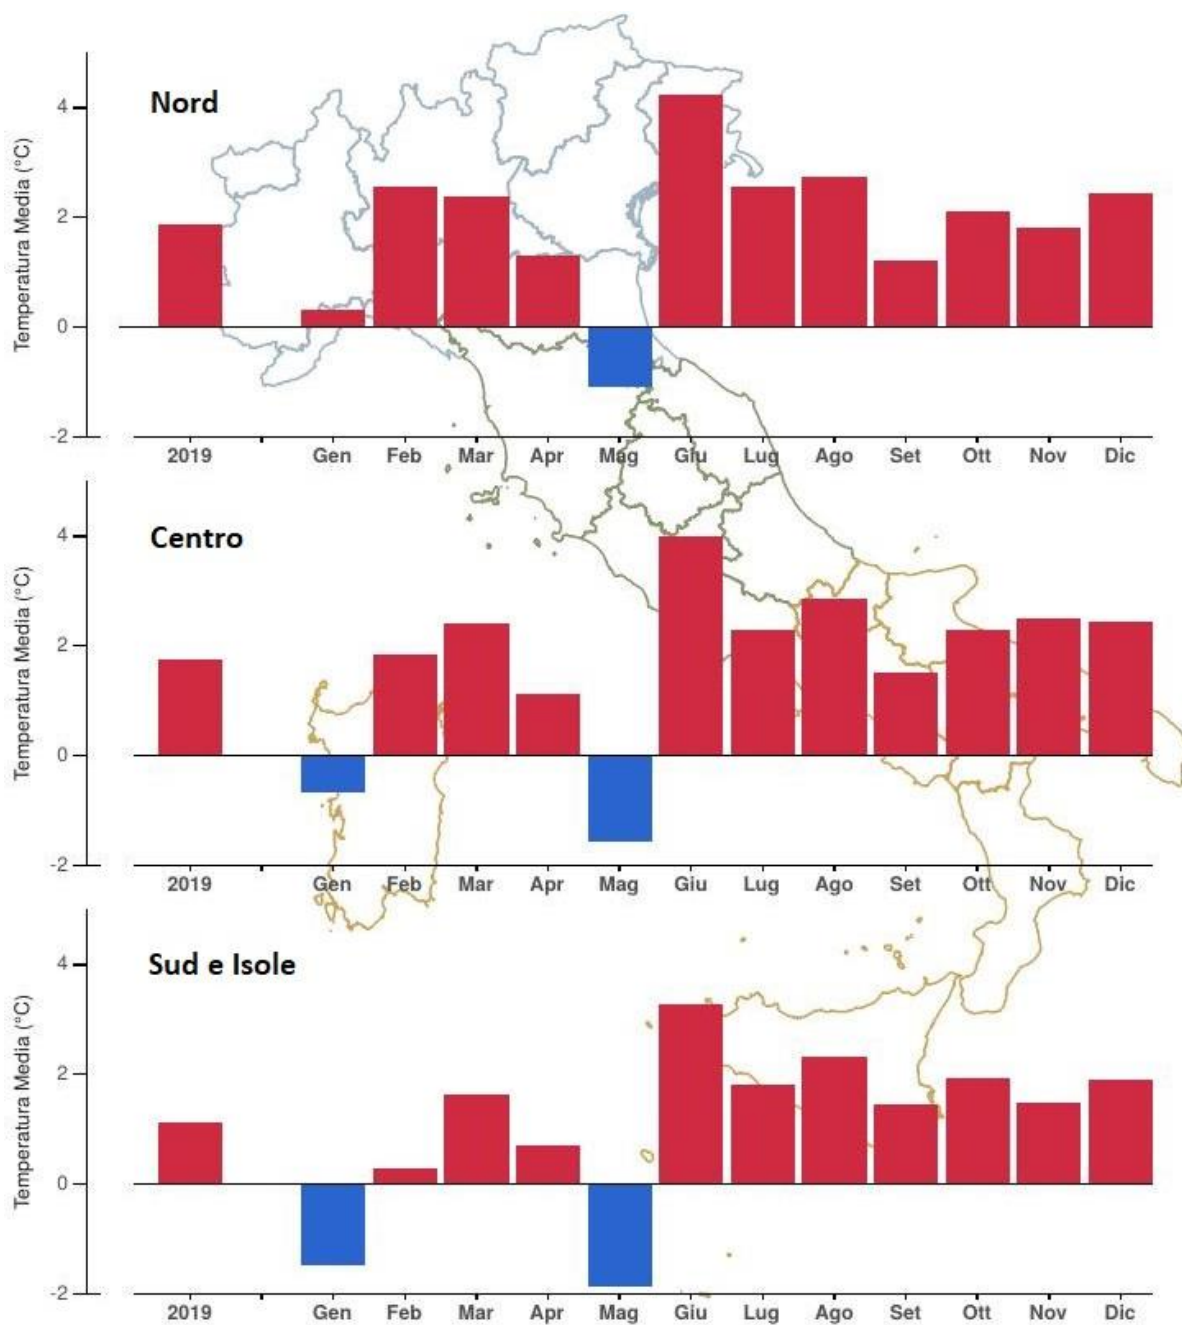 Nord
Temperatura Media (°C)
4
2
0
-2
2019 Gen Feb Mar Apr Mag Giu Lug Ago Set Ott Nov Dic
Centro
Temperatura Media (°C)
4
2
0
-2
2019 Gen Feb Mar Apr Mag Giu Lug Ago Set Ott Nov Dic
Sud e Isole
Temperatura Media (°C)
4
2
0
-2
2019 Gen Feb Mar Apr Mag Giu Lug Ago Set Ott Nov Dic